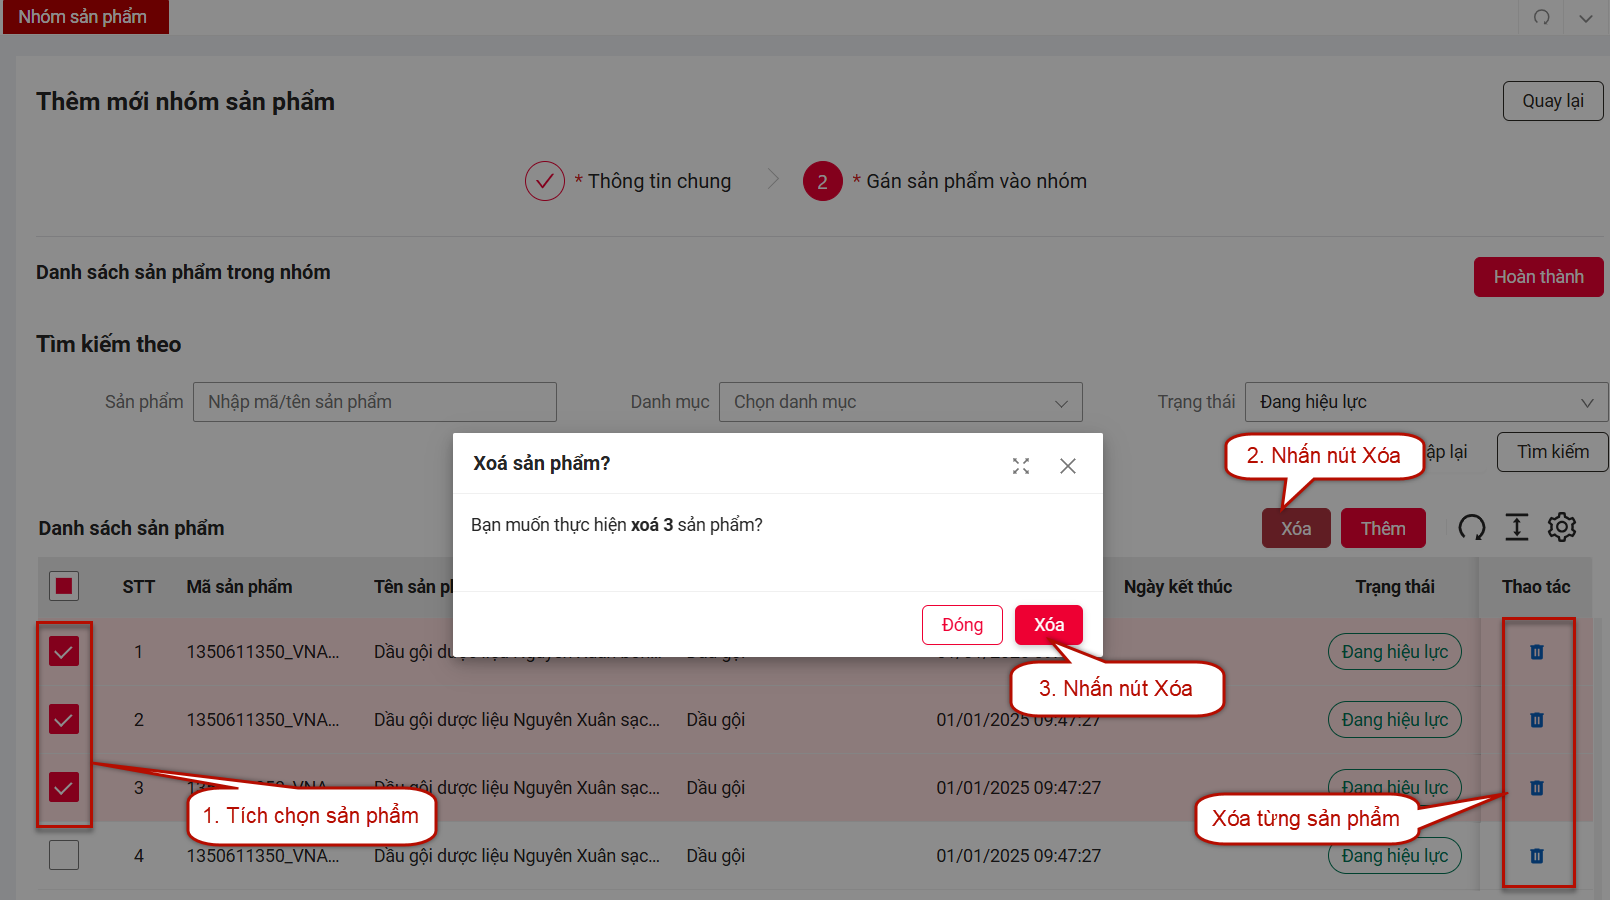 Nhóm sản phẩm
Thêm mới nhóm sản phẩm
Quay lại
* Thông tin chung
2 * Gán sản phẩm vào nhóm
Danh sách sản phẩm trong nhóm
Hoàn thành
Tìm kiếm theo
Sản phẩm Nhập mã/tên sản phẩm Danh mục Chọn danh mục Trạng thái Đang hiệu lực
ập lại Tìm kiếm
2. Nhấn nút Xóa
Xoá sản phẩm?
Bạn muốn thực hiện xoá 3 sản phẩm?
Đóng Xóa
3. Nhấn nút Xóa
Danh sách sản phẩm Xóa Thêm
STT Mã sản phẩm Tên sản Ngày kết thúc Trạng thái Thao tác
1 1350611350_VNA... Dầu gội dược liệu Nguyên Xuân Dầu gội Đang hiệu lực
2 1350611350_VNA... Dầu gội dược liệu Nguyên Xuân sạc... Dầu gội 01/01/2025 09:47:27 Đang hiệu lực
3 Dầu gội dược liệu Nguyên Xuân sạc... Dầu gội 01/01/2025 09:47:27 Đang hiệu lực
1. Tích chọn sản phẩm
Xóa từng sản phẩm
4 1350611350_VNA... Dầu gội dược liệu Nguyên Xuân sạc... Dầu gội 01/01/2025 09:47:27 Đang hiệu lực